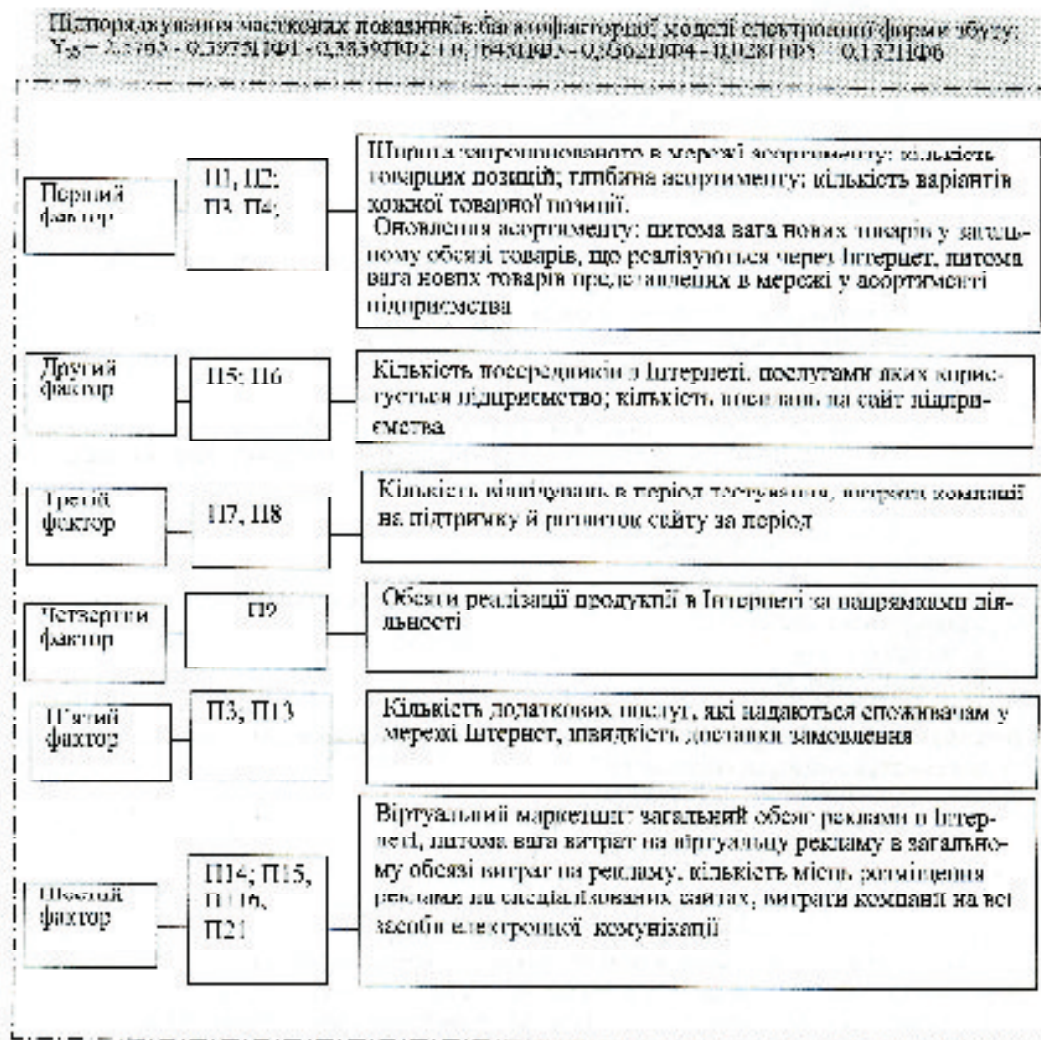 Підпорядкування часткових показників багатофакторної моделі електронної форми збуту:
Перший
фактор
П1, П2;
П3, П4;
Широта запропонованого в мережі асортименту: кількість
товарних позицій; глибина асортименту: кількість варіантів
кожної товарної позиції.
Оновлення асортименту: питома вага нових товарів у загаль-
ному обсязі товарів, що реалізуються через Інтернет, питома
вага нових товарів представлених в мережі у асортименті
підприємства
Другий
фактор
П5; П6
Кількість посередників в Інтернеті, послугами яких корис-
тується підприємство; кількість посилань на сайт підпри-
ємства
Третій
фактор
П7, П8
Кількість відвідувань в період тестування, витрати компанії
на підтримку й розвиток сайту за період
Четвертий
фактор
П9
Обсяги реалізації продукції в Інтернеті за напрямками дія-
льності
П'ятий
фактор
П3; П13
Кількість додаткових послуг, які надаються споживачам у
мережі Інтернет, швидкість доставки замовлення
Шостий
фактор
П14; П15,
П116,
П21
Віртуальний маркетинг: загальний обсяг реклами в Інтер-
неті, питома вага витрат на віртуальну рекламу в загально-
му обсязі витрат на рекламу, кількість місць розміщення
реклами на спеціалізованих сайтах, витрати компанії на всі
засоби електронної комунікації